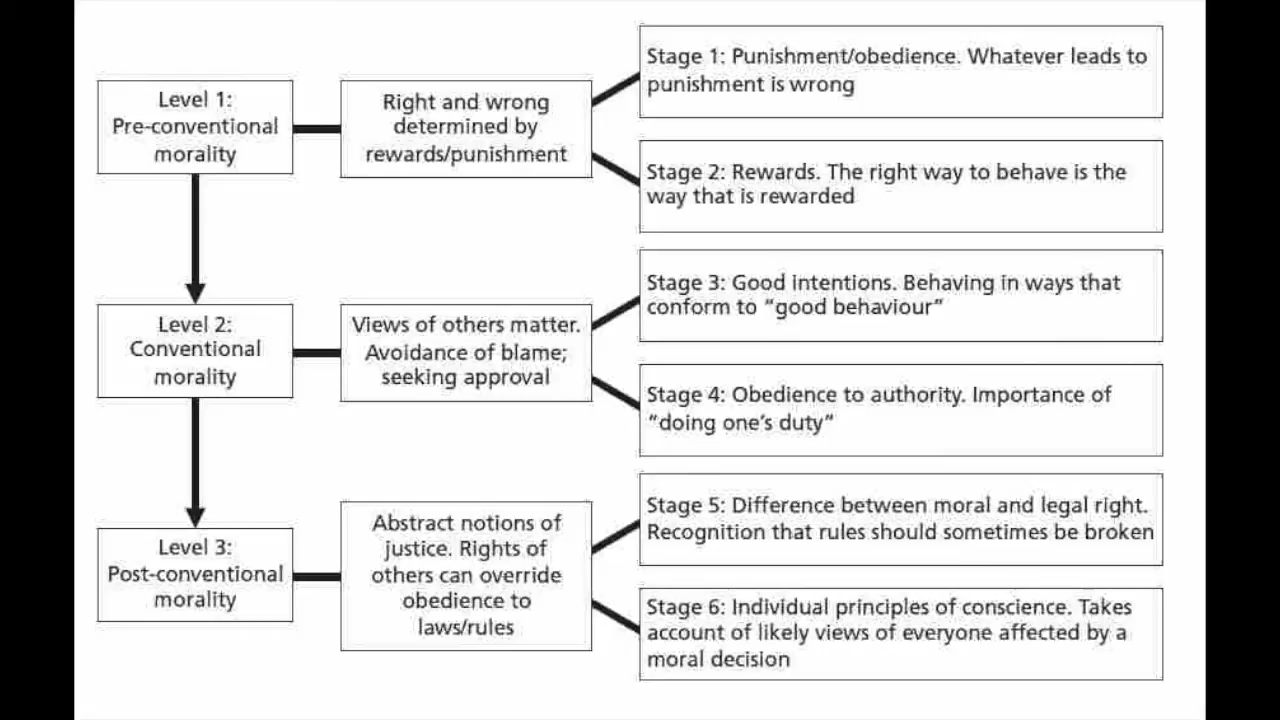 Level 1:
Pre-conventional
morality
Right and wrong
determined by
rewards/punishment
Stage 1: Punishment/obedience. Whatever leads to
punishment is wrong
Stage 2: Rewards. The right way to behave is the
way that is rewarded
Level 2:
Conventional
morality
Views of others matter.
Avoidance of blame;
seeking approval
Stage 3: Good intentions. Behaving in ways that
conform to “good behaviour”
Stage 4: Obedience to authority. Importance of
“doing one’s duty”
Level 3:
Post-conventional
morality
Abstract notions of
justice. Rights of
others can override
obedience to
laws/rules
Stage 5: Difference between moral and legal right.
Recognition that rules should sometimes be broken
Stage 6: Individual principles of conscience. Takes
account of likely views of everyone affected by a
moral decision